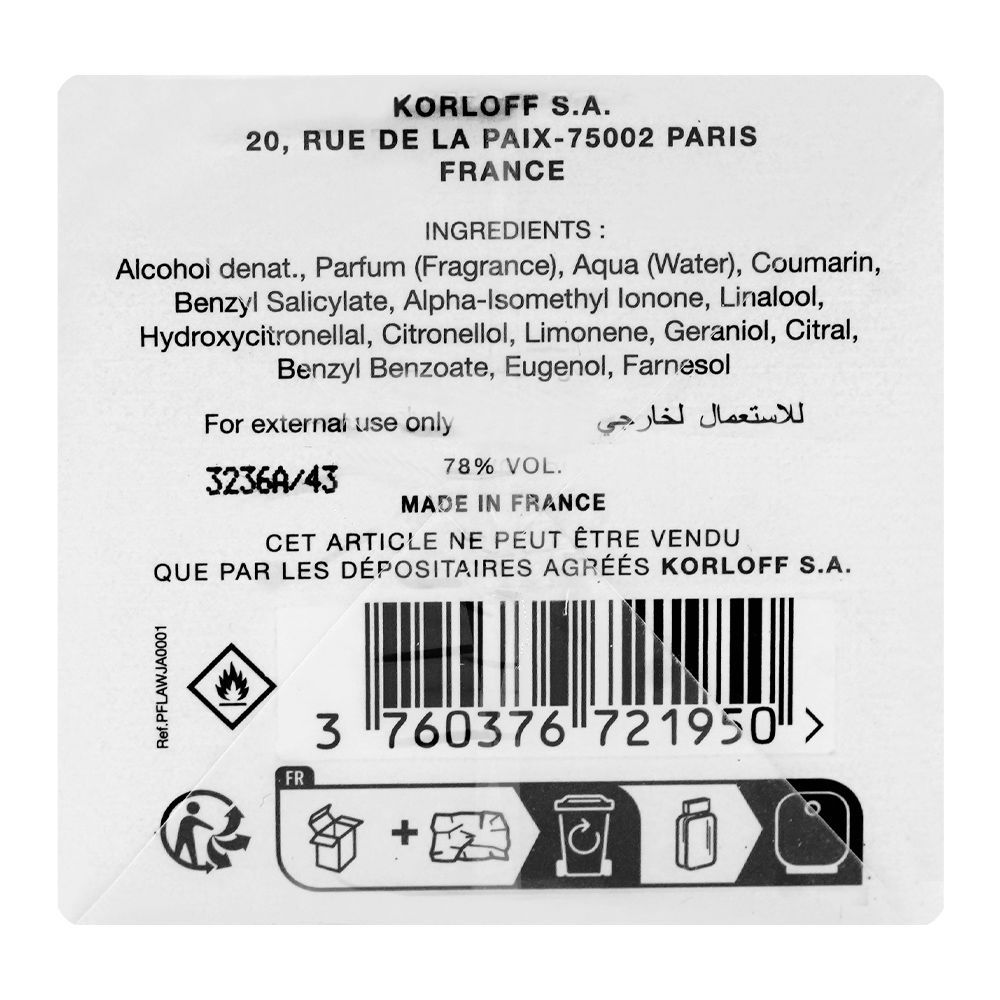 KORLOFF S.A.
20, RUE DE LA PAIX-75002 PARIS
FRANCE
INGREDIENTS :
Alcohol denat., Parfum (Fragrance), Aqua (Water), Coumarin,
Benzyl Salicylate, Alpha-Isomethyl Ionone, Linalool,
Hydroxycitronellal, Citronellol, Limonene, Geraniol, Citral,
Benzyl Benzoate, Eugenol, Farnesol
For external use only
للاستعمال لخارجي
3236A/43
78% VOL.
MADE IN FRANCE
CET ARTICLE NE PEUT ÊTRE VENDU
QUE PAR LES DÉPOSITAIRES AGRÉÉS KORLOFF S.A.
Ref.PFLAWJA0001
3 760376 721950 >
FR